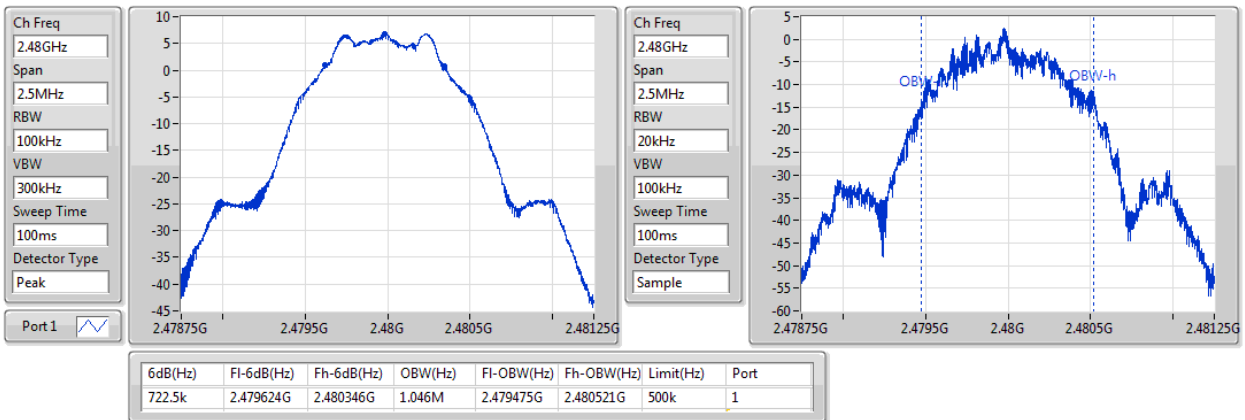 Ch Freq
2.48GHz
Span
2.5MHz
RBW
100kHz
VBW
300kHz
Sweep Time
100ms
Detector Type
Peak
Port 1
10
5
0
-5
-10
-15
-20
-25
-30
-35
-40
-45
2.47875G 2.4795G 2.48G 2.4805G 2.48125G
Ch Freq
2.48GHz
Span
2.5MHz
RBW
20kHz
VBW
100kHz
Sweep Time
100ms
Detector Type
Sample
5
0
-5
-10
-15
-20
-25
-30
-35
-40
-45
-50
-55
-60
OBW-h
2.47875G 2.4795G 2.48G 2.4805G 2.48125G
6dB(Hz) Fl-6dB(Hz) Fh-6dB(Hz) OBW(Hz) Fl-OBW(Hz) Fh-OBW(Hz) Limit(Hz) Port
722.5k 2.479624G 2.480346G 1.046M 2.479475G 2.480521G 500k 1